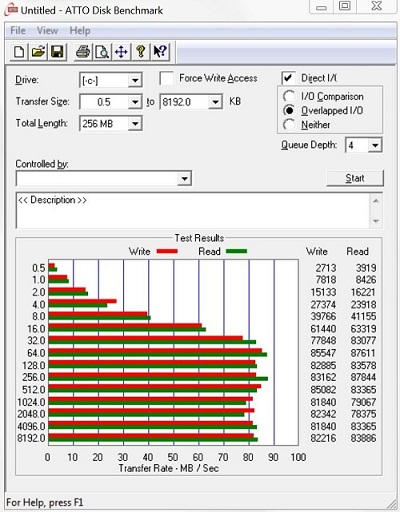 Untitled - ATTO Disk Benchmark
File View Help
Drive: [-c-] Force Write Access Direct I/(
Transfer Size: 0.5 to 8192.0 KB I/O Comparison
Overlapped I/O
Total Length: 256 MB Neither
Queue Depth: 4
Controlled by:
Start
<< Description >>
Test Results
Write Read Write Read
0.5 2713 3919
1.0 7818 8426
2.0 15133 16221
4.0 27374 23918
8.0 39766 41155
16.0 61440 63319
32.0 77848 83077
64.0 85547 87611
128.0 82885 83578
256.0 83162 87844
512.0 85082 83365
1024.0 81840 79067
2048.0 82342 78375
4096.0 81840 83365
8192.0 82216 83886
0 10 20 30 40 50 60 70 80 90 100
Transfer Rate - MB / Sec
For Help, press F1